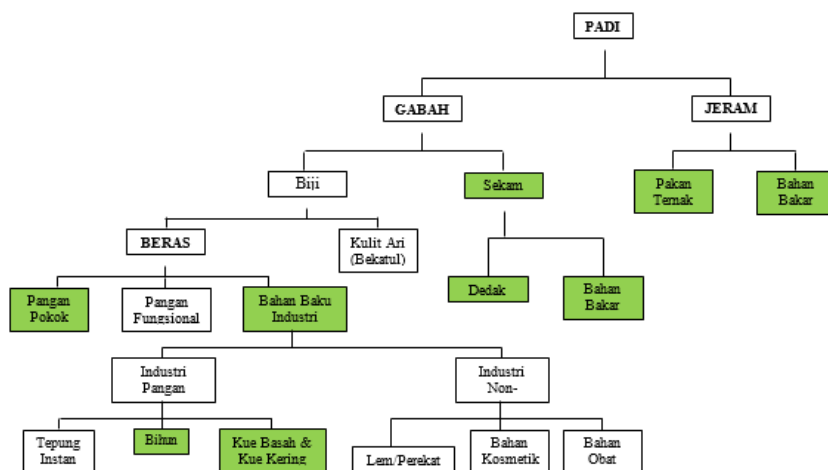 PADI
GABAH
JERAM
Biji
Sekam
Pakan
Ternak
Bahan
Bakar
BERAS
Kulit Ari
(Bekatul)
Dedak
Bahan
Bakar
Pangan
Pokok
Pangan
Fungsional
Bahan Baku
Industri
Industri
Pangan
Industri
Non-
Tepung
Instan
Bihun
Kue Basah &
Kue Kering
Lem/Perekat
Bahan
Kosmetik
Bahan
Obat